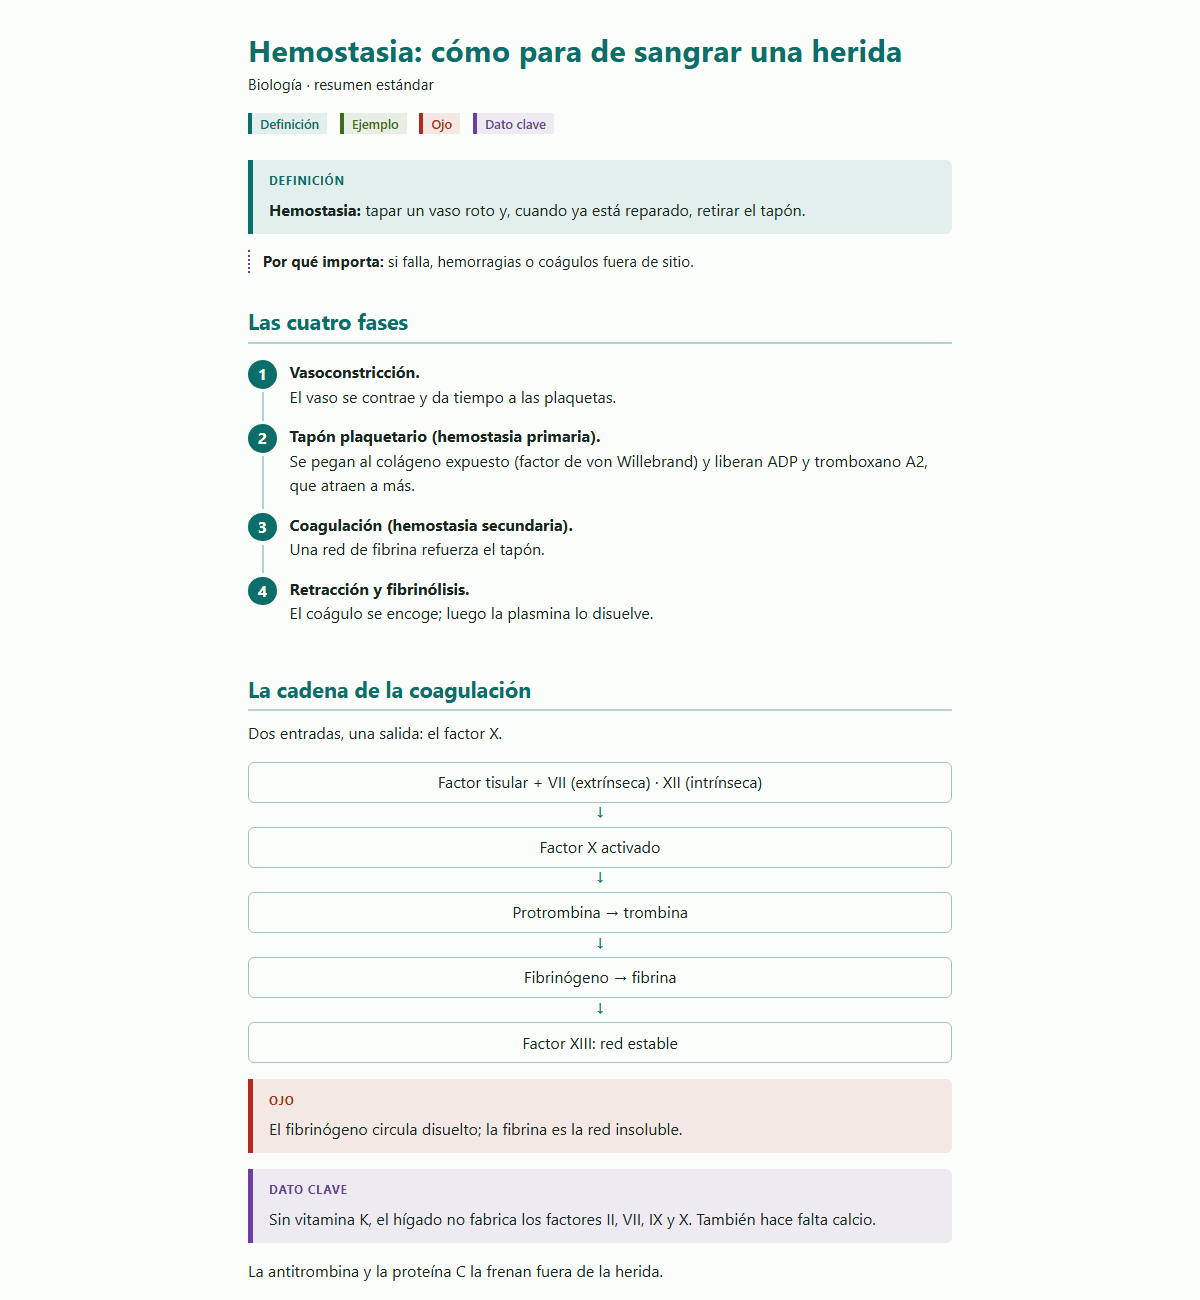 Hemostasia: cómo para de sangrar una herida
Biología · resumen estándar
Definición Ejemplo Ojo Dato clave
DEFINICIÓN
Hemostasia: tapar un vaso roto y, cuando ya está reparado, retirar el tapón.
Por qué importa: si falla, hemorragias o coágulos fuera de sitio.
Las cuatro fases
1 Vasoconstricción.
El vaso se contrae y da tiempo a las plaquetas.
2 Tapón plaquetario (hemostasia primaria).
Se pegan al colágeno expuesto (factor de von Willebrand) y liberan ADP y tromboxano A2,
que atraen a más.
3 Coagulación (hemostasia secundaria).
Una red de fibrina refuerza el tapón.
4 Retracción y fibrinólisis.
El coágulo se encoge; luego la plasmina lo disuelve.
La cadena de la coagulación
Dos entradas, una salida: el factor X.
Factor tisular + VII (extrínseca) · XII (intrínseca)
↓
Factor X activado
↓
Protrombina → trombina
↓
Fibrinógeno → fibrina
↓
Factor XIII: red estable
OJO
El fibrinógeno circula disuelto; la fibrina es la red insoluble.
DATO CLAVE
Sin vitamina K, el hígado no fabrica los factores II, VII, IX y X. También hace falta calcio.
La antitrombina y la proteína C la frenan fuera de la herida.